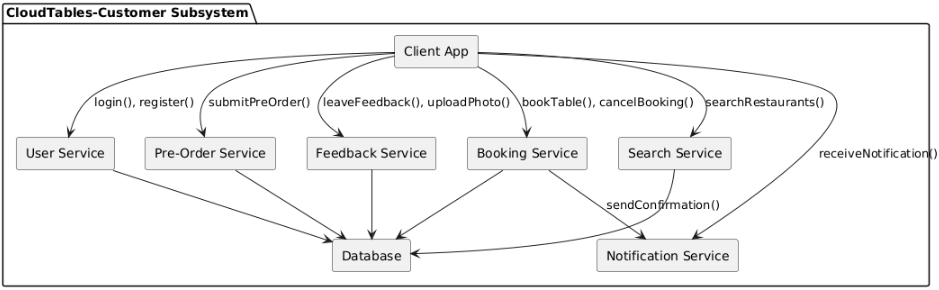 CloudTables-Customer Subsystem
Client App
login(), register()
submitPreOrder()
leaveFeedback(), uploadPhoto()
bookTable(), cancelBooking()
searchRestaurants()
User Service
Pre-Order Service
Feedback Service
Booking Service
Search Service
receiveNotification()
sendConfirmation()
Database
Notification Service